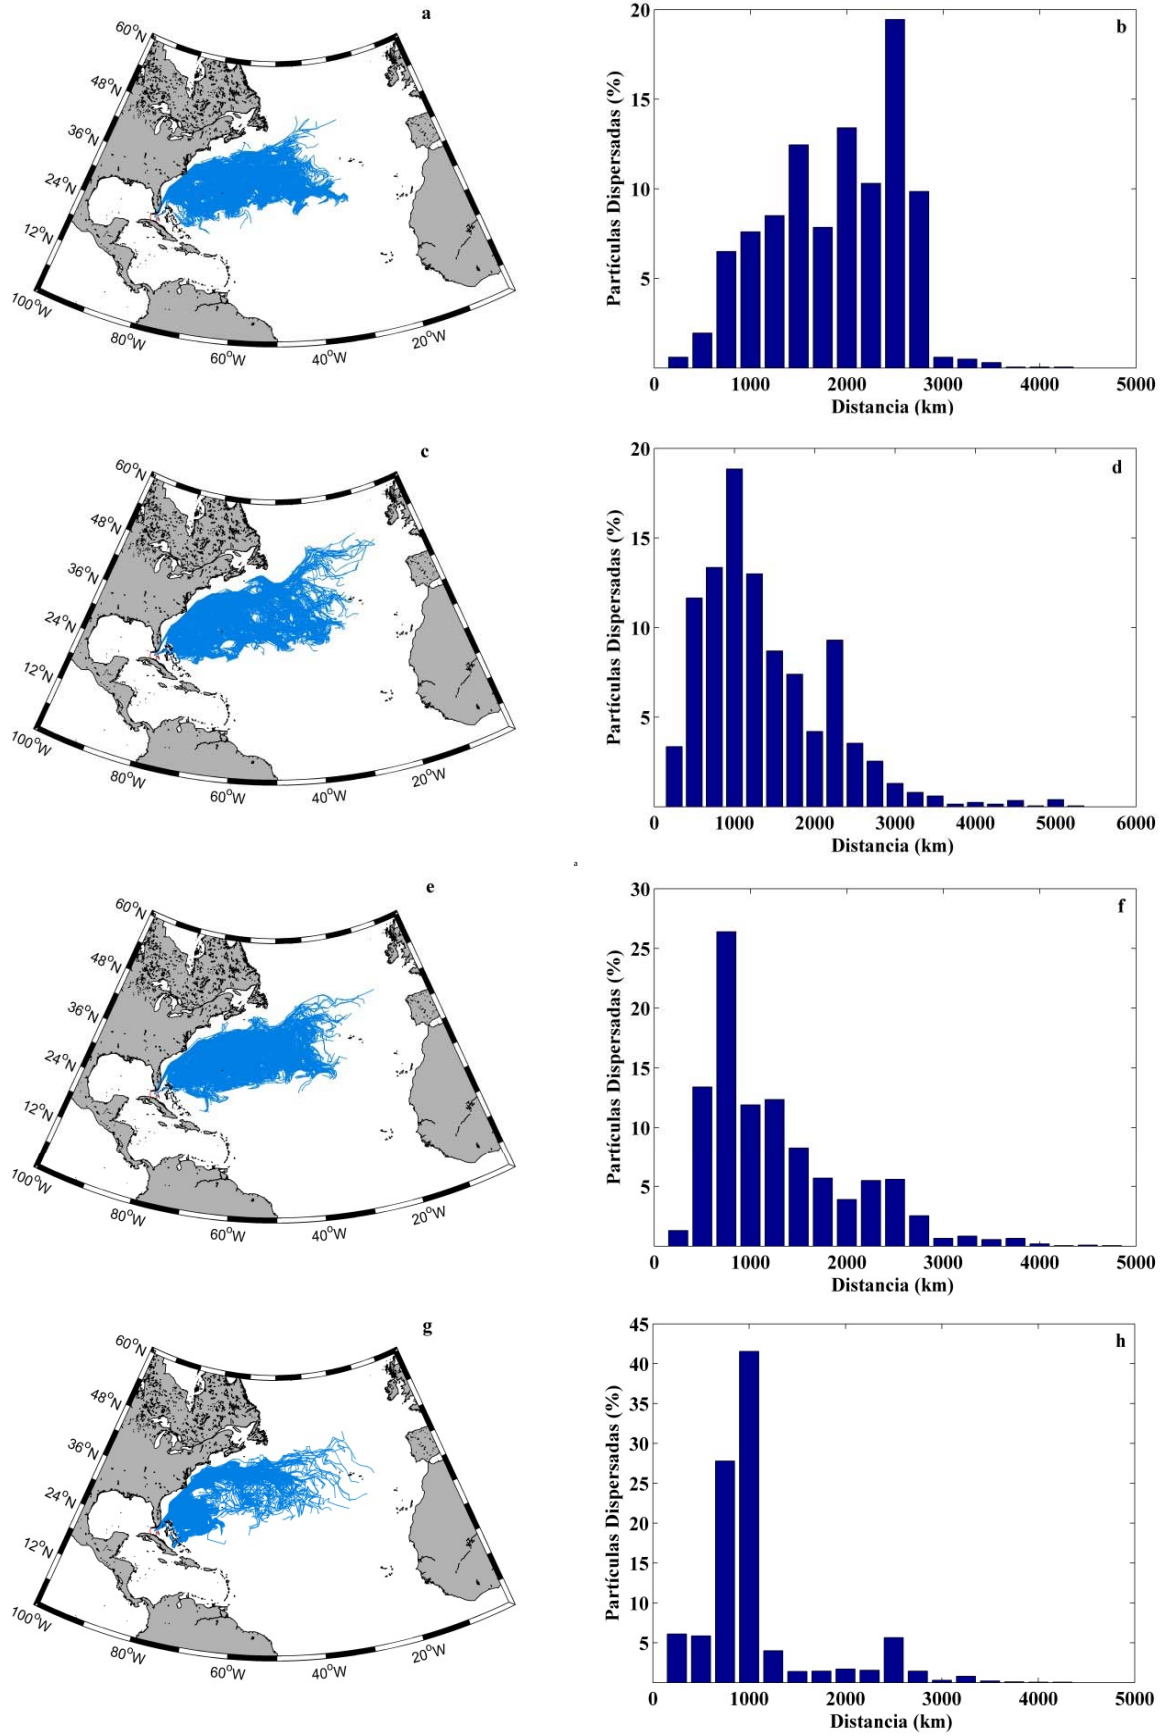 a
60°N
48°N
36°N
24°N
12°N
100°W
80°W
60°W
40°W
20°W
b
Partículas Dispersadas (%)
20
15
10
5
0 1000 2000 3000 4000 5000
Distancia (km)
c
60°N
48°N
36°N
24°N
12°N
100°W
80°W
60°W
40°W
20°W
d
Partículas Dispersadas (%)
20
15
10
5
0 1000 2000 3000 4000 5000 6000
Distancia (km)
a
e
60°N
48°N
36°N
24°N
12°N
100°W
80°W
60°W
40°W
20°W
f
Partículas Dispersadas (%)
30
25
20
15
10
5
0 1000 2000 3000 4000 5000
Distancia (km)
g
60°N
48°N
36°N
24°N
12°N
100°W
80°W
60°W
40°W
20°W
h
Partículas Dispersadas (%)
45
40
35
30
25
20
15
10
5
0 1000 2000 3000 4000 5000
Distancia (km)